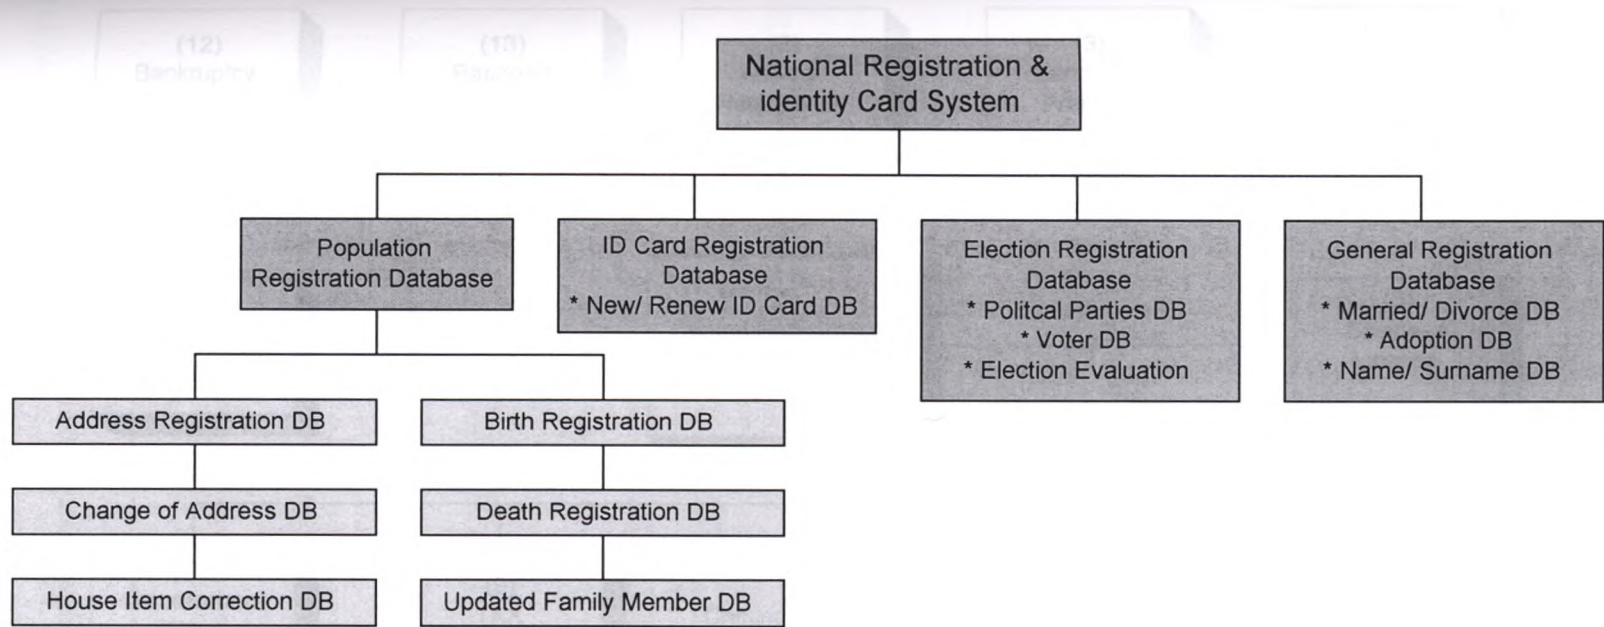 (12)
Bankruptcy
(13)
National Registration &
identity Card System
Population
Registration Database
ID Card Registration
Database
* New/ Renew ID Card DB
Election Registration
Database
* Politcal Parties DB
* Voter DB
* Election Evaluation
General Registration
Database
* Married/ Divorce DB
* Adoption DB
* Name/ Surname DB
Address Registration DB
Birth Registration DB
Change of Address DB
Death Registration DB
House Item Correction DB
Updated Family Member DB